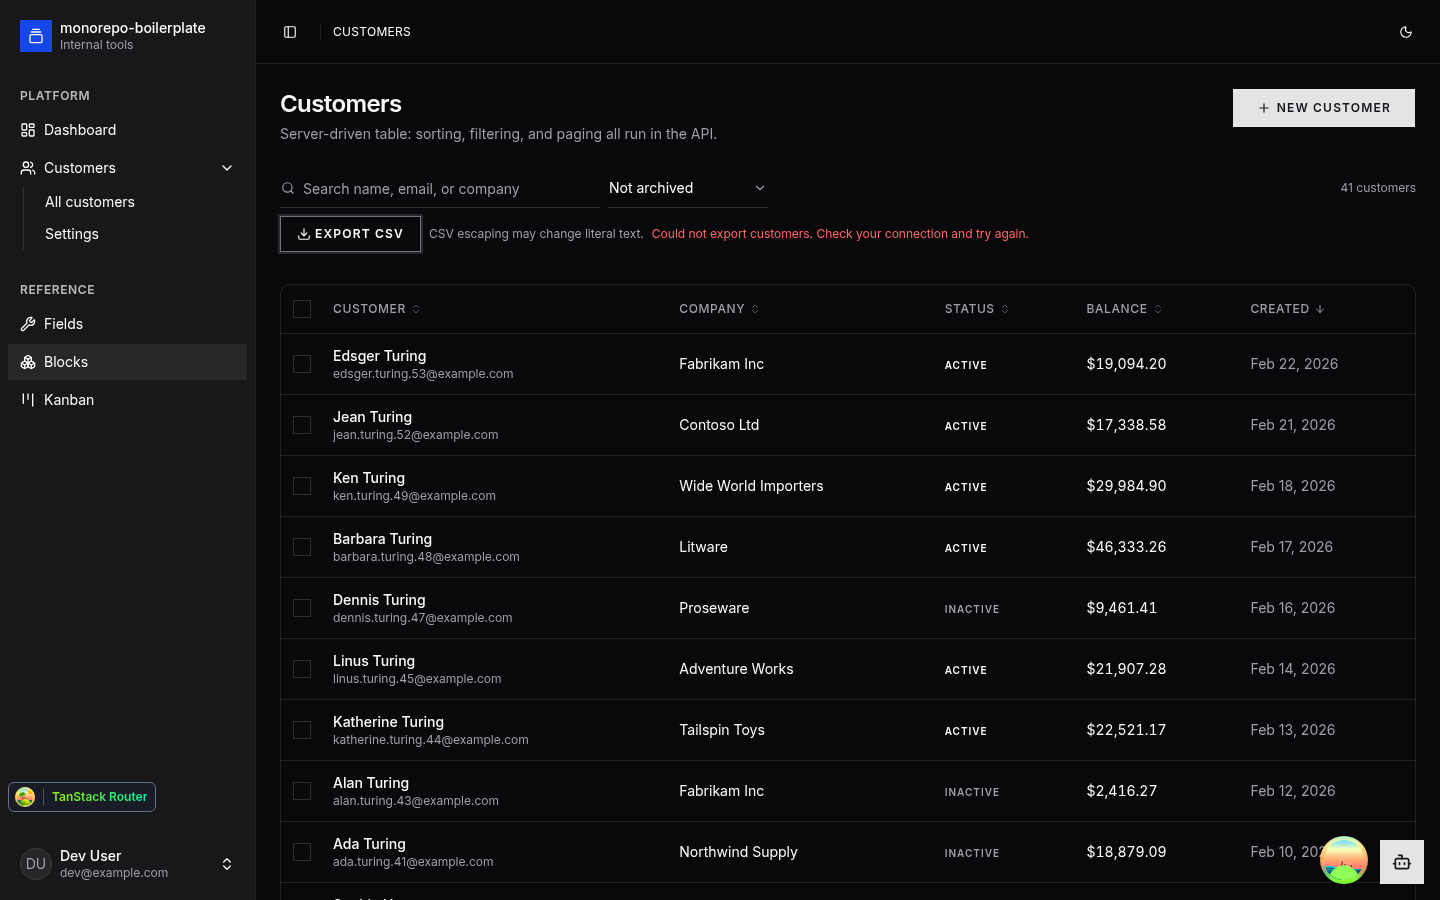 monorepo-boilerplate
Internal tools
PLATFORM
Dashboard
Customers
All customers
Settings
REFERENCE
Fields
Blocks
Kanban
TanStack Router
DU
Dev User
dev@example.com
CUSTOMERS
Customers
Server-driven table: sorting, filtering, and paging all run in the API.
NEW CUSTOMER
Search name, email, or company
Not archived
41 customers
EXPORT CSV
CSV escaping may change literal text. Could not export customers. Check your connection and try again.
CUSTOMER COMPANY STATUS BALANCE CREATED
Edsger Turing
edsger.turing.53@example.com
Fabrikam Inc ACTIVE $19,094.20 Feb 22, 2026
Jean Turing
jean.turing.52@example.com
Contoso Ltd ACTIVE $17,338.58 Feb 21, 2026
Ken Turing
ken.turing.49@example.com
Wide World Importers ACTIVE $29,984.90 Feb 18, 2026
Barbara Turing
barbara.turing.48@example.com
Litware ACTIVE $46,333.26 Feb 17, 2026
Dennis Turing
dennis.turing.47@example.com
Proseware INACTIVE $9,461.41 Feb 16, 2026
Linus Turing
linus.turing.45@example.com
Adventure Works ACTIVE $21,907.28 Feb 14, 2026
Katherine Turing
katherine.turing.44@example.com
Tailspin Toys ACTIVE $22,521.17 Feb 13, 2026
Alan Turing
alan.turing.43@example.com
Fabrikam Inc INACTIVE $2,416.27 Feb 12, 2026
Ada Turing
ada.turing.41@example.com
Northwind Supply INACTIVE $18,879.09 Feb 10,